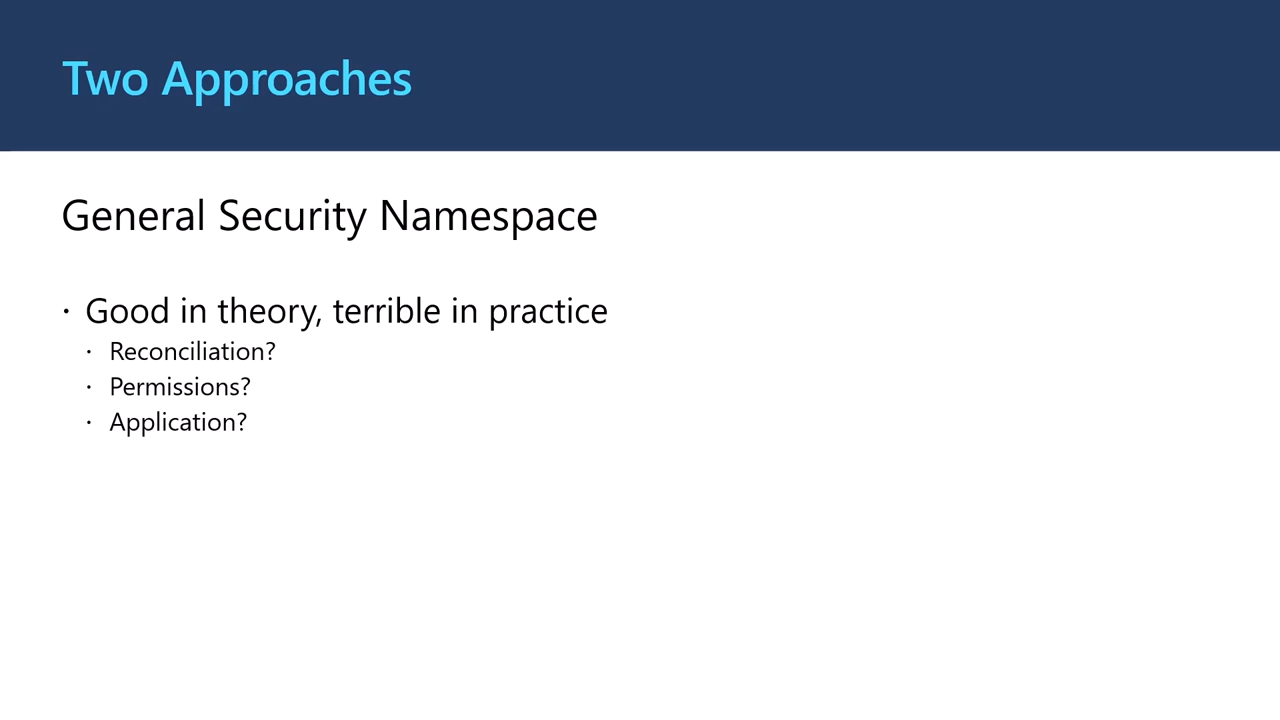 Two Approaches
General Security Namespace
· Good in theory, terrible in practice
· Reconciliation?
· Permissions?
· Application?